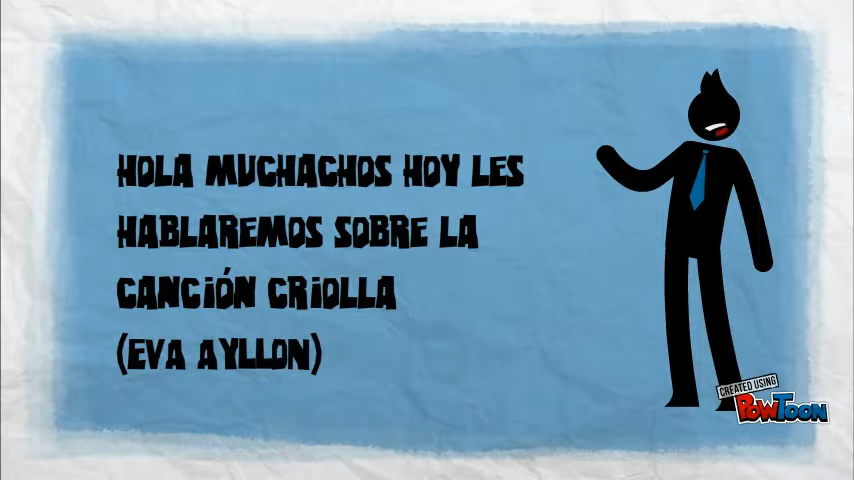 HOLA MUCHACHOS HOY LES
HABLAREMOS SOBRE LA
CANCIÓN CRIOLLA
(EVA AYLLON)
CREATED USING
POWTOON